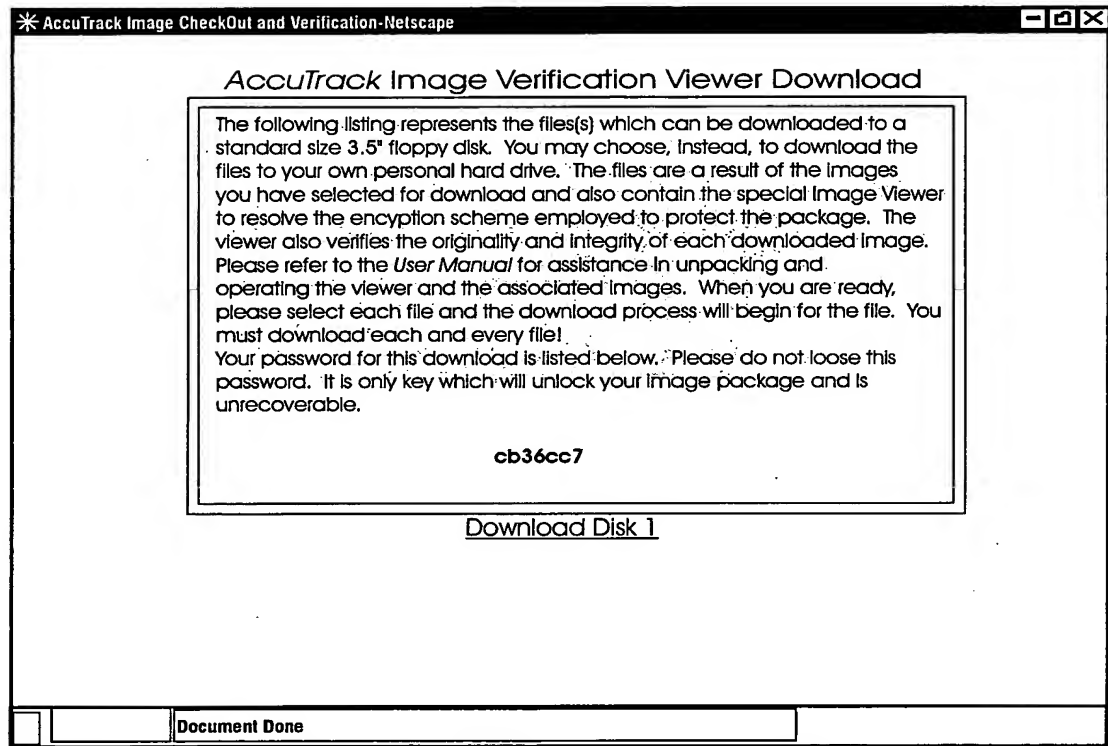 AccuTrack Image CheckOut and Verification-Netscape
AccuTrack Image Verification Viewer Download
The following listing represents the files(s) which can be downloaded to a
standard size 3.5" floppy disk. You may choose, instead, to download the
files to your own personal hard drive. The files are a result of the images
you have selected for download and also contain the special Image Viewer
to resolve the encyption scheme employed to protect the package. The
viewer also verifies the originality and integrity of each downloaded image.
Please refer to the User Manual for assistance in unpacking and
operating the viewer and the associated images. When you are ready,
please select each file and the download process will begin for the file. You
must download each and every file!
Your password for this download is listed below. Please do not loose this
password. It is only key which will unlock your image package and is
unrecoverable.
cb36cc7
Download Disk 1
Document Done